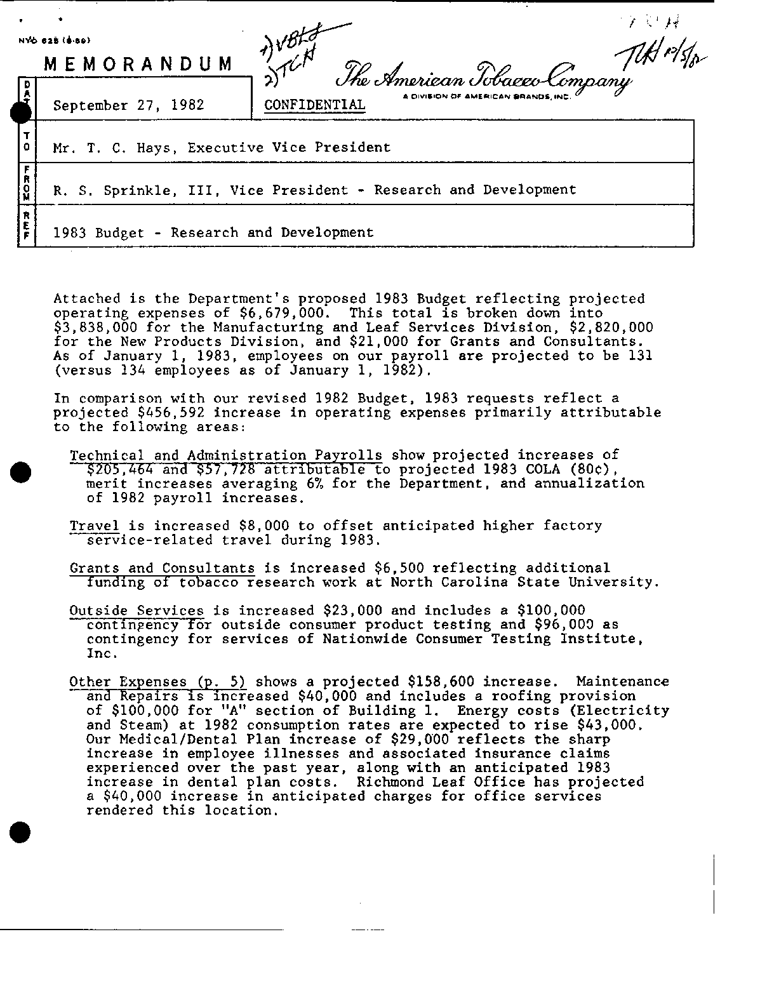 NYO 628 (6-80)
1) VBLJ
2) TCH
TCH
TCH 10/5/82
MEMORANDUM
The American Tobacco Company
A DIVISION OF AMERICAN BRANDS, INC.
DATE
September 27, 1982
CONFIDENTIAL
TO
Mr. T. C. Hays, Executive Vice President
FROM
R. S. Sprinkle, III, Vice President - Research and Development
REF
1983 Budget - Research and Development
Attached is the Department's proposed 1983 Budget reflecting projected
operating expenses of $6,679,000. This total is broken down into
$3,838,000 for the Manufacturing and Leaf Services Division, $2,820,000
for the New Products Division, and $21,000 for Grants and Consultants.
As of January 1, 1983, employees on our payroll are projected to be 131
(versus 134 employees as of January 1, 1982).
In comparison with our revised 1982 Budget, 1983 requests reflect a
projected $456,592 increase in operating expenses primarily attributable
to the following areas:
Technical and Administration Payrolls show projected increases of
$205,464 and $57,728 attributable to projected 1983 COLA (80¢),
merit increases averaging 6% for the Department, and annualization
of 1982 payroll increases.
Travel is increased $8,000 to offset anticipated higher factory
service-related travel during 1983.
Grants and Consultants is increased $6,500 reflecting additional
funding of tobacco research work at North Carolina State University.
Outside Services is increased $23,000 and includes a $100,000
contingency for outside consumer product testing and $96,000 as
contingency for services of Nationwide Consumer Testing Institute,
Inc.
Other Expenses (p. 5) shows a projected $158,600 increase. Maintenance
and Repairs is increased $40,000 and includes a roofing provision
of $100,000 for "A" section of Building 1. Energy costs (Electricity
and Steam) at 1982 consumption rates are expected to rise $43,000.
Our Medical/Dental Plan increase of $29,000 reflects the sharp
increase in employee illnesses and associated insurance claims
experienced over the past year, along with an anticipated 1983
increase in dental plan costs. Richmond Leaf Office has projected
a $40,000 increase in anticipated charges for office services
rendered this location.